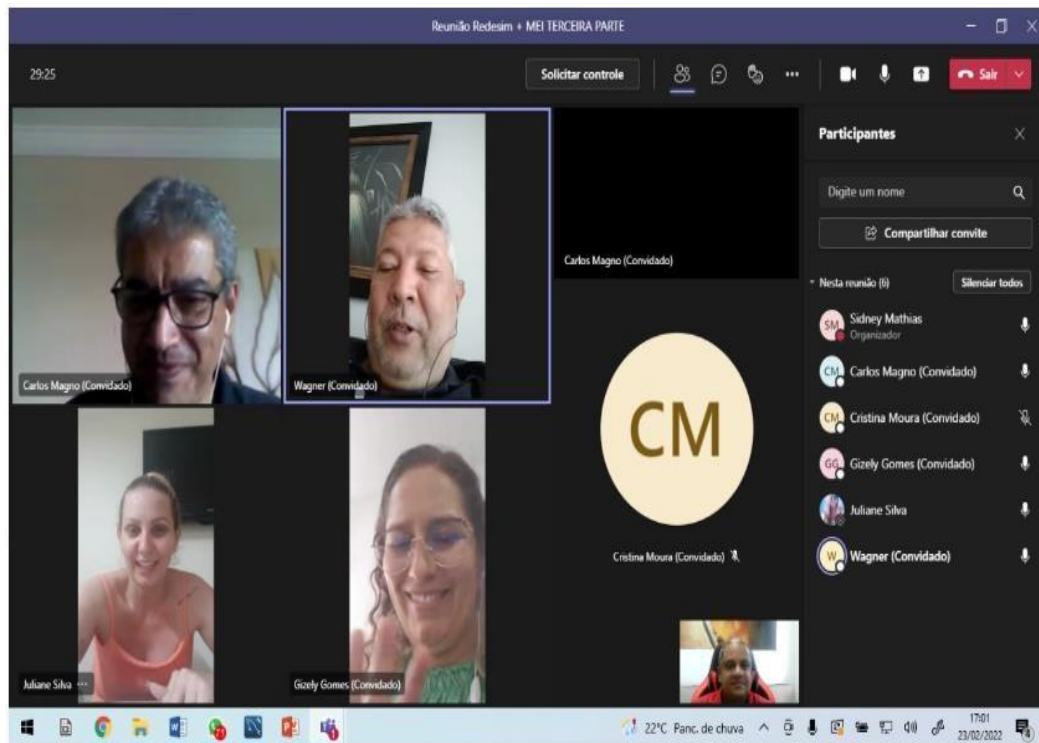 Reunião Redesim + MEI TERCEIRA PARTE
29:25
Solicitar controle
Sair
Participantes
Digite um nome
Compartilhar convite
Nesta reunião (6)
Silenciar todos
SM
Sidney Mathias
Organizador
CM
Carlos Magno (Convidado)
CM
Cristina Moura (Convidado)
GG
Gizely Gomes (Convidado)
Juliane Silva
W
Wagner (Convidado)
Carlos Magno (Convidado)
Wagner (Convidado)
Carlos Magno (Convidado)
CM
Cristina Moura (Convidado)
Juliane Silva
Gizely Gomes (Convidado)
22°C Panc. de chuva
17:01
23/02/2022